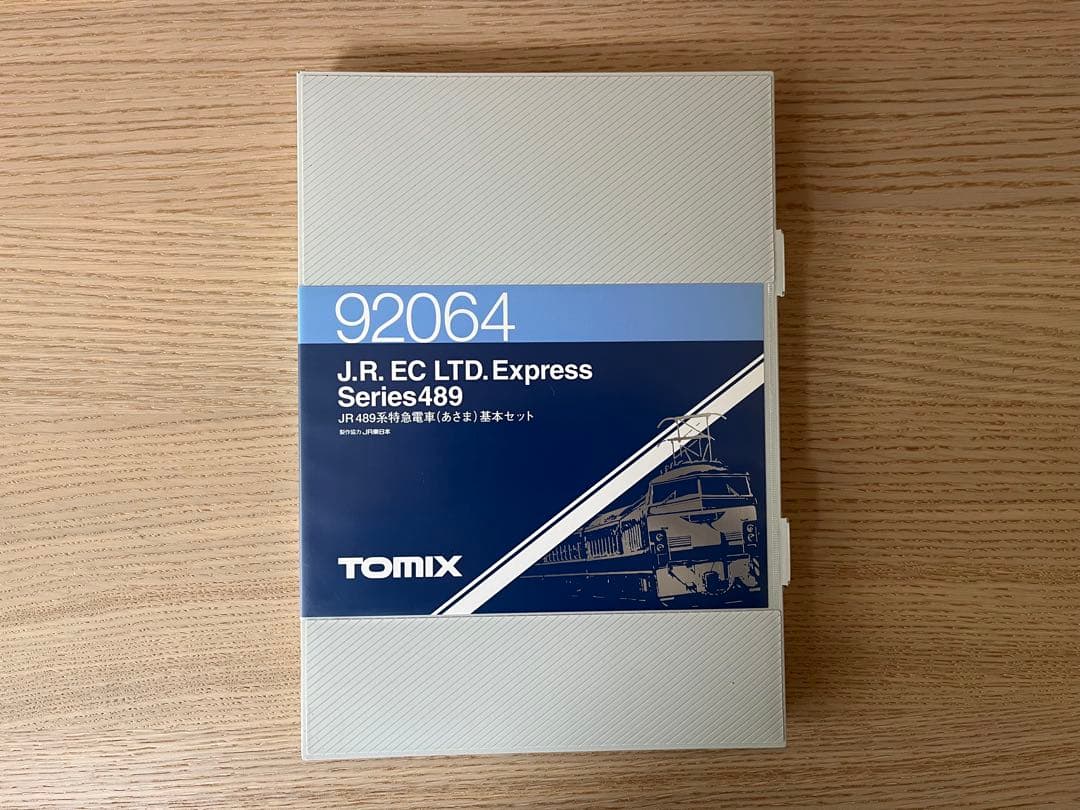 92064
J.R. EC LTD. Express
Series489
JR 489系特急電車(あさま)基本セット
製作協力 JR東日本
TOMIX